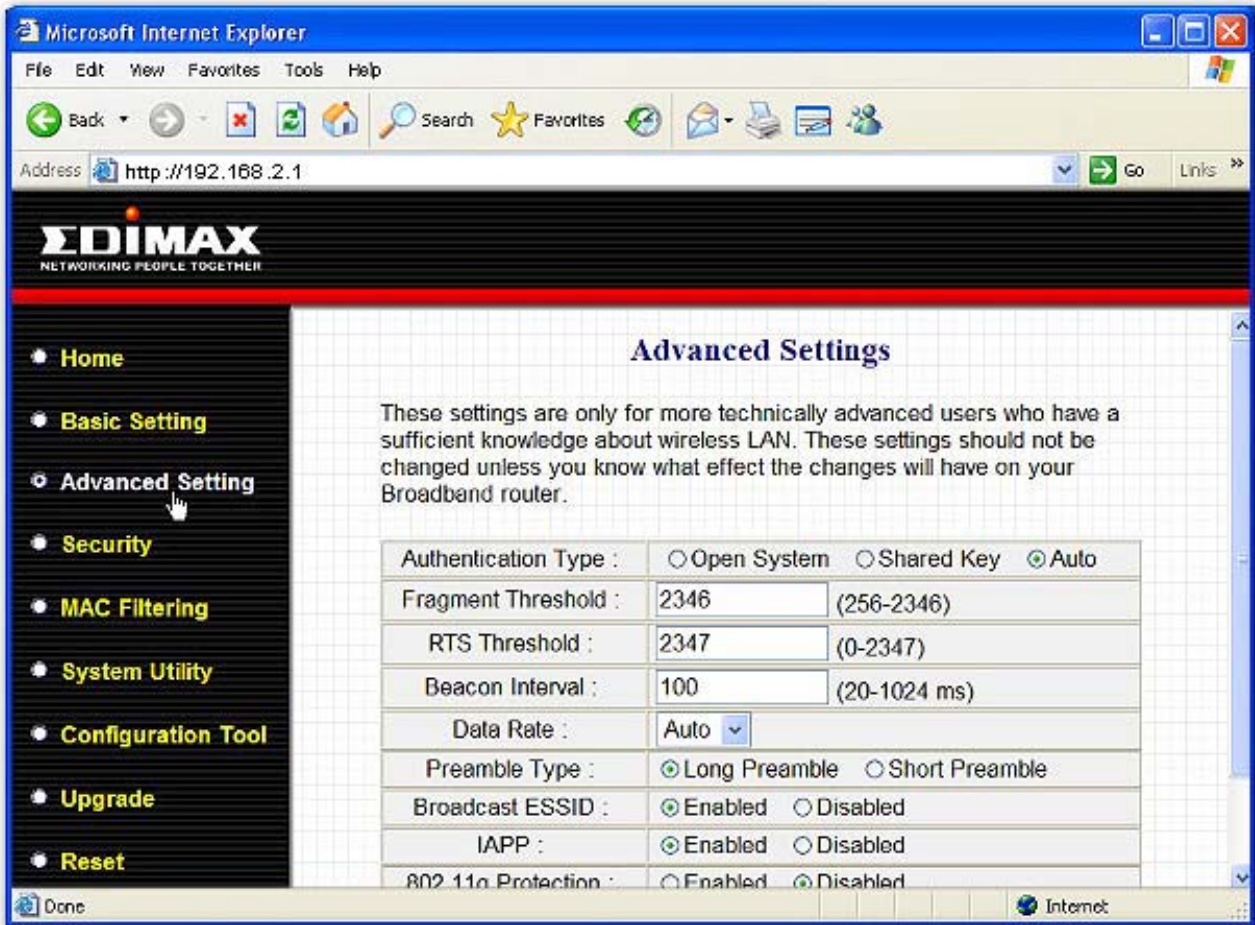 Microsoft Internet Explorer
File Edit View Favorites Tools Help
Back Search Favorites
Address http://192.168.2.1 Go Links »
EDIMAX
NETWORKING PEOPLE TOGETHER
Home
Basic Setting
Advanced Setting
Security
MAC Filtering
System Utility
Configuration Tool
Upgrade
Reset
Advanced Settings
These settings are only for more technically advanced users who have a
sufficient knowledge about wireless LAN. These settings should not be
changed unless you know what effect the changes will have on your
Broadband router.
Authentication Type : Open System Shared Key Auto
Fragment Threshold : 2346 (256-2346)
RTS Threshold : 2347 (0-2347)
Beacon Interval : 100 (20-1024 ms)
Data Rate : Auto
Preamble Type : Long Preamble Short Preamble
Broadcast ESSID : Enabled Disabled
IAPP : Enabled Disabled
802.11g Protection : Enabled Disabled
Done Internet